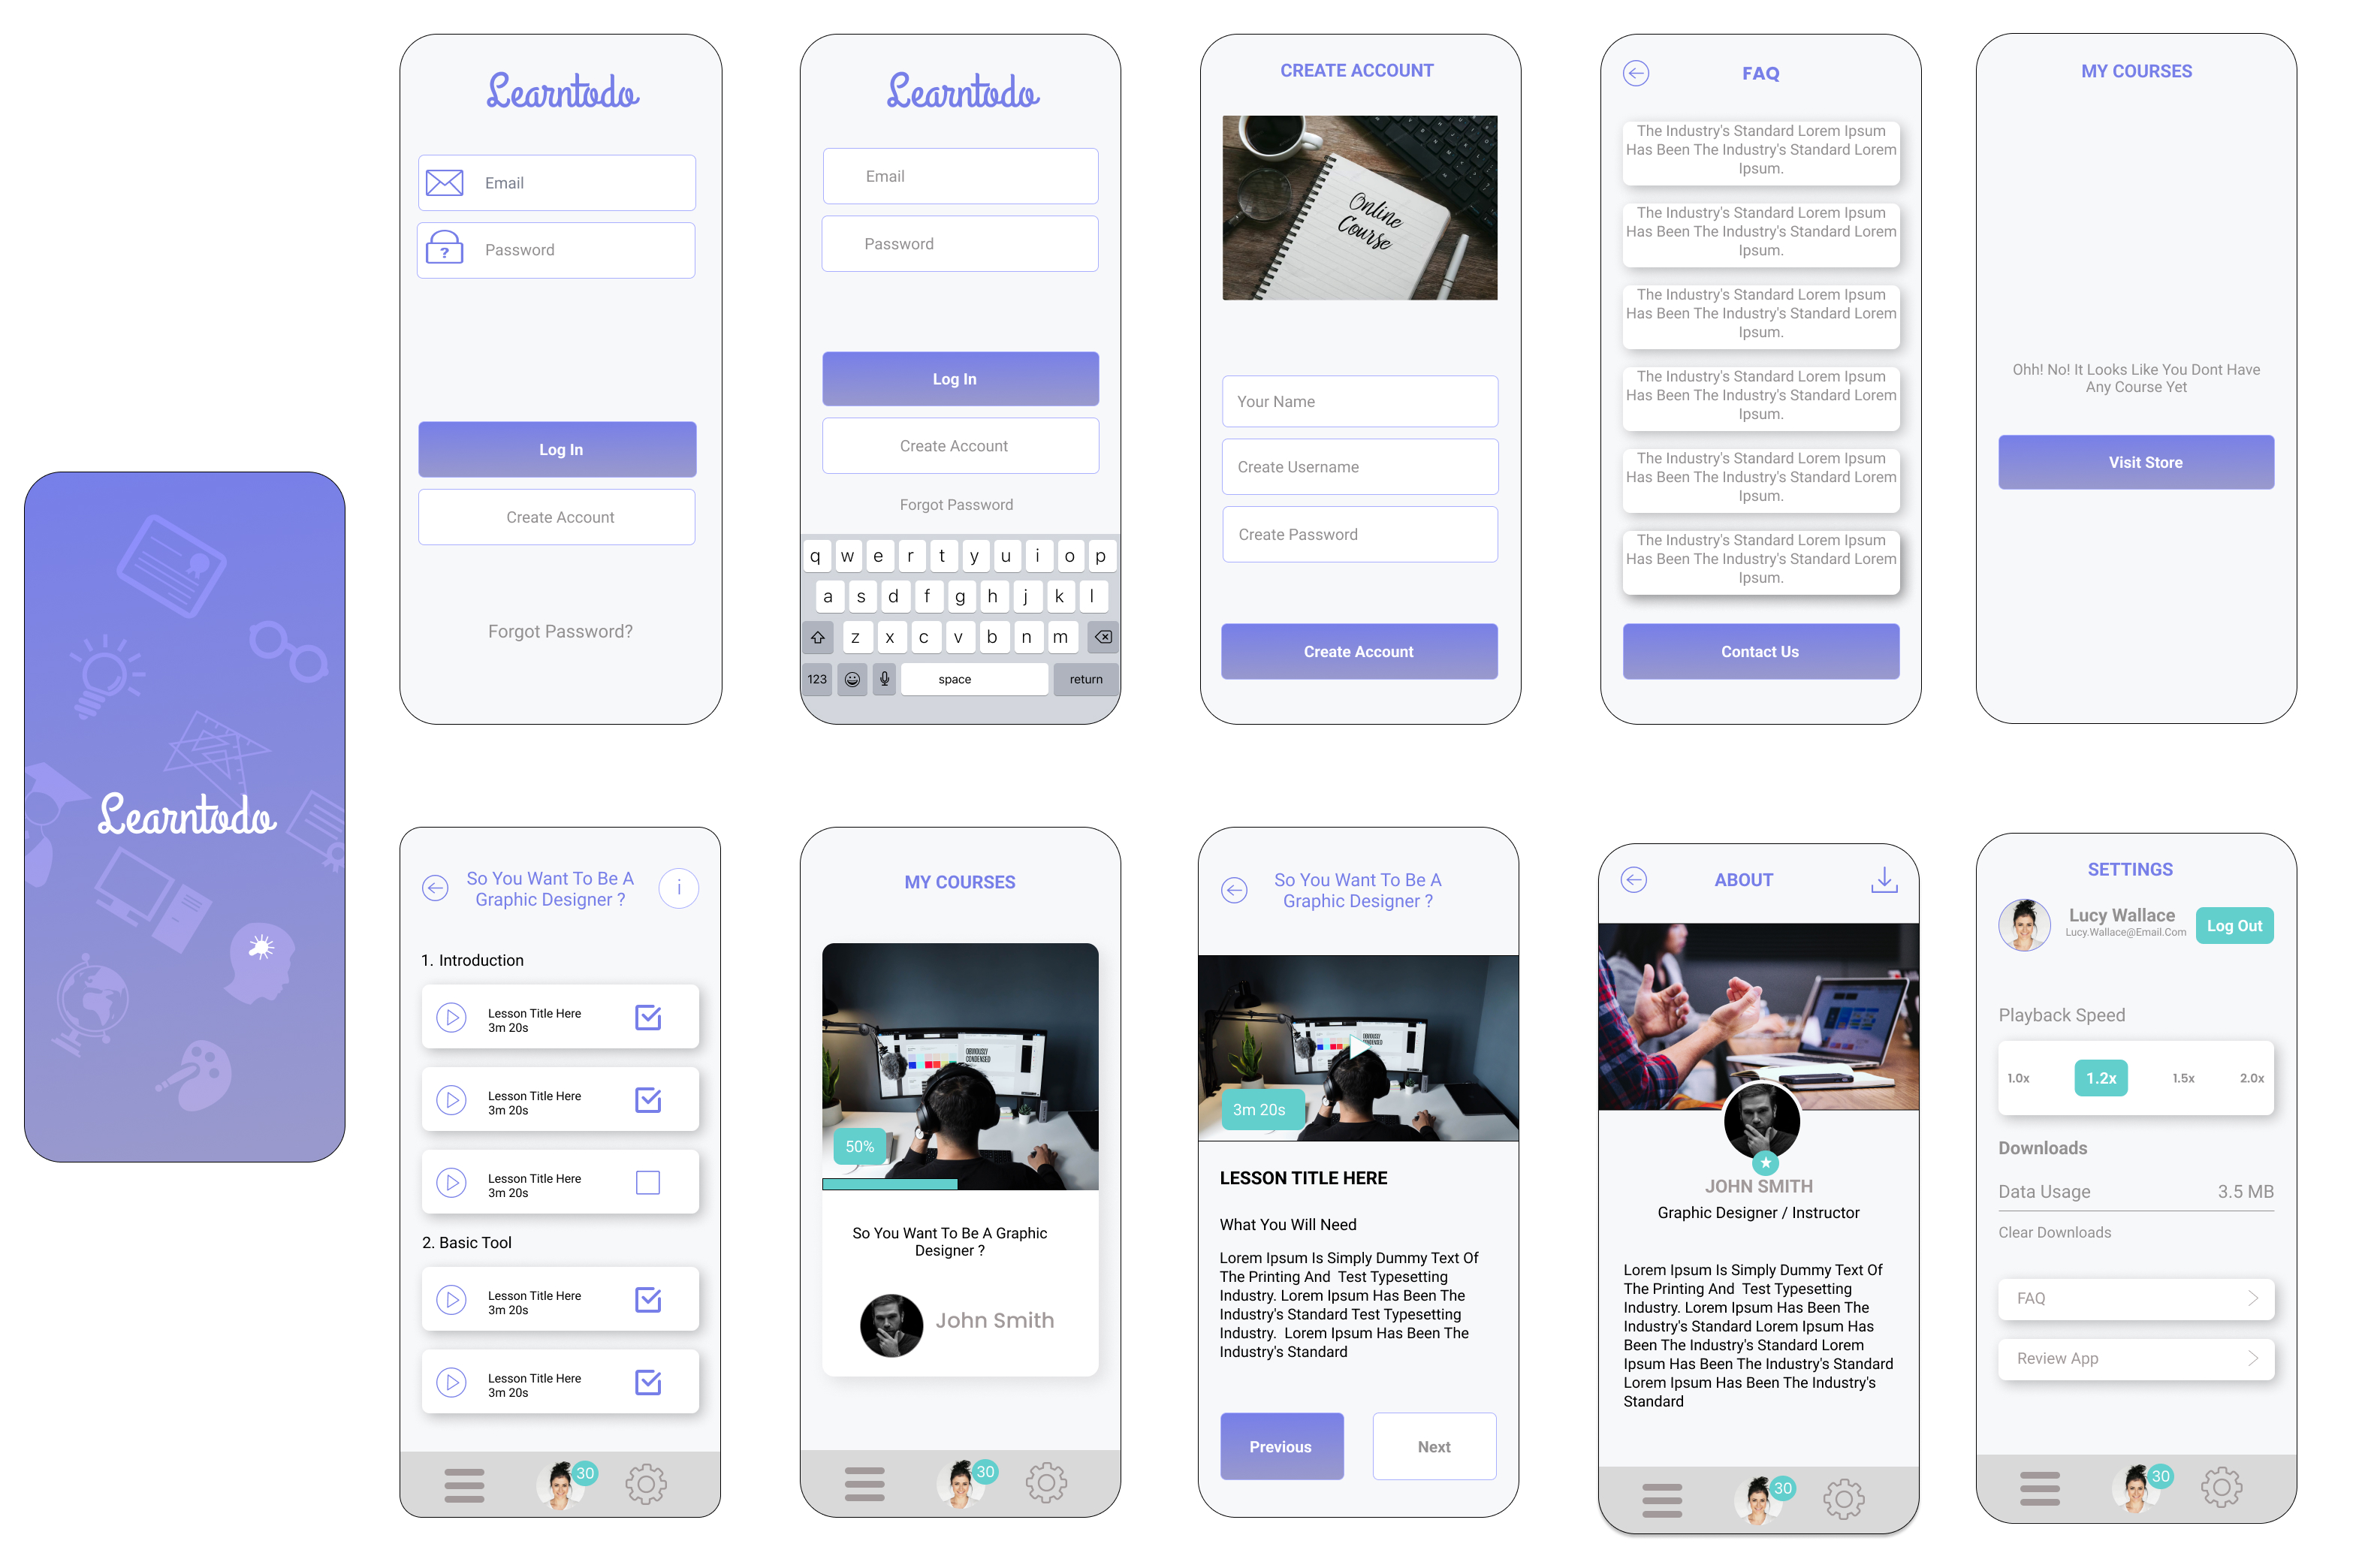 Learntodo
Learntodo
Email
?
Password
Log In
Create Account
Forgot Password?
Learntodo
Email
Password
Log In
Create Account
Forgot Password
q w e r t y u i o p
a s d f g h j k l
z x c v b n m
123 space return
CREATE ACCOUNT
Online
Course
Your Name
Create Username
Create Password
Create Account
FAQ
The Industry's Standard Lorem Ipsum
Has Been The Industry's Standard Lorem
Ipsum.
The Industry's Standard Lorem Ipsum
Has Been The Industry's Standard Lorem
Ipsum.
The Industry's Standard Lorem Ipsum
Has Been The Industry's Standard Lorem
Ipsum.
The Industry's Standard Lorem Ipsum
Has Been The Industry's Standard Lorem
Ipsum.
The Industry's Standard Lorem Ipsum
Has Been The Industry's Standard Lorem
Ipsum.
The Industry's Standard Lorem Ipsum
Has Been The Industry's Standard Lorem
Ipsum.
Contact Us
MY COURSES
Ohh! No! It Looks Like You Dont Have
Any Course Yet
Visit Store
So You Want To Be A
Graphic Designer ?
i
1. Introduction
Lesson Title Here
3m 20s
Lesson Title Here
3m 20s
Lesson Title Here
3m 20s
2. Basic Tool
Lesson Title Here
3m 20s
Lesson Title Here
3m 20s
30
MY COURSES
OBVIOUSLY
CONDENSED
50%
So You Want To Be A Graphic
Designer ?
John Smith
30
So You Want To Be A
Graphic Designer ?
OBVIOUSLY
CONDENSED
3m 20s
LESSON TITLE HERE
What You Will Need
Lorem Ipsum Is Simply Dummy Text Of
The Printing And  Test Typesetting
Industry. Lorem Ipsum Has Been The
Industry's Standard Test Typesetting
Industry.  Lorem Ipsum Has Been The
Industry's Standard
Previous
Next
ABOUT
JOHN SMITH
Graphic Designer / Instructor
Lorem Ipsum Is Simply Dummy Text Of
The Printing And  Test Typesetting
Industry. Lorem Ipsum Has Been The
Industry's Standard Lorem Ipsum Has
Been The Industry's Standard Lorem
Ipsum Has Been The Industry's Standard
Lorem Ipsum Has Been The Industry's
Standard
30
SETTINGS
Lucy Wallace
Lucy.Wallace@Email.Com
Log Out
Playback Speed
1.0x 1.2x 1.5x 2.0x
Downloads
Data Usage 3.5 MB
Clear Downloads
FAQ
Review App
30